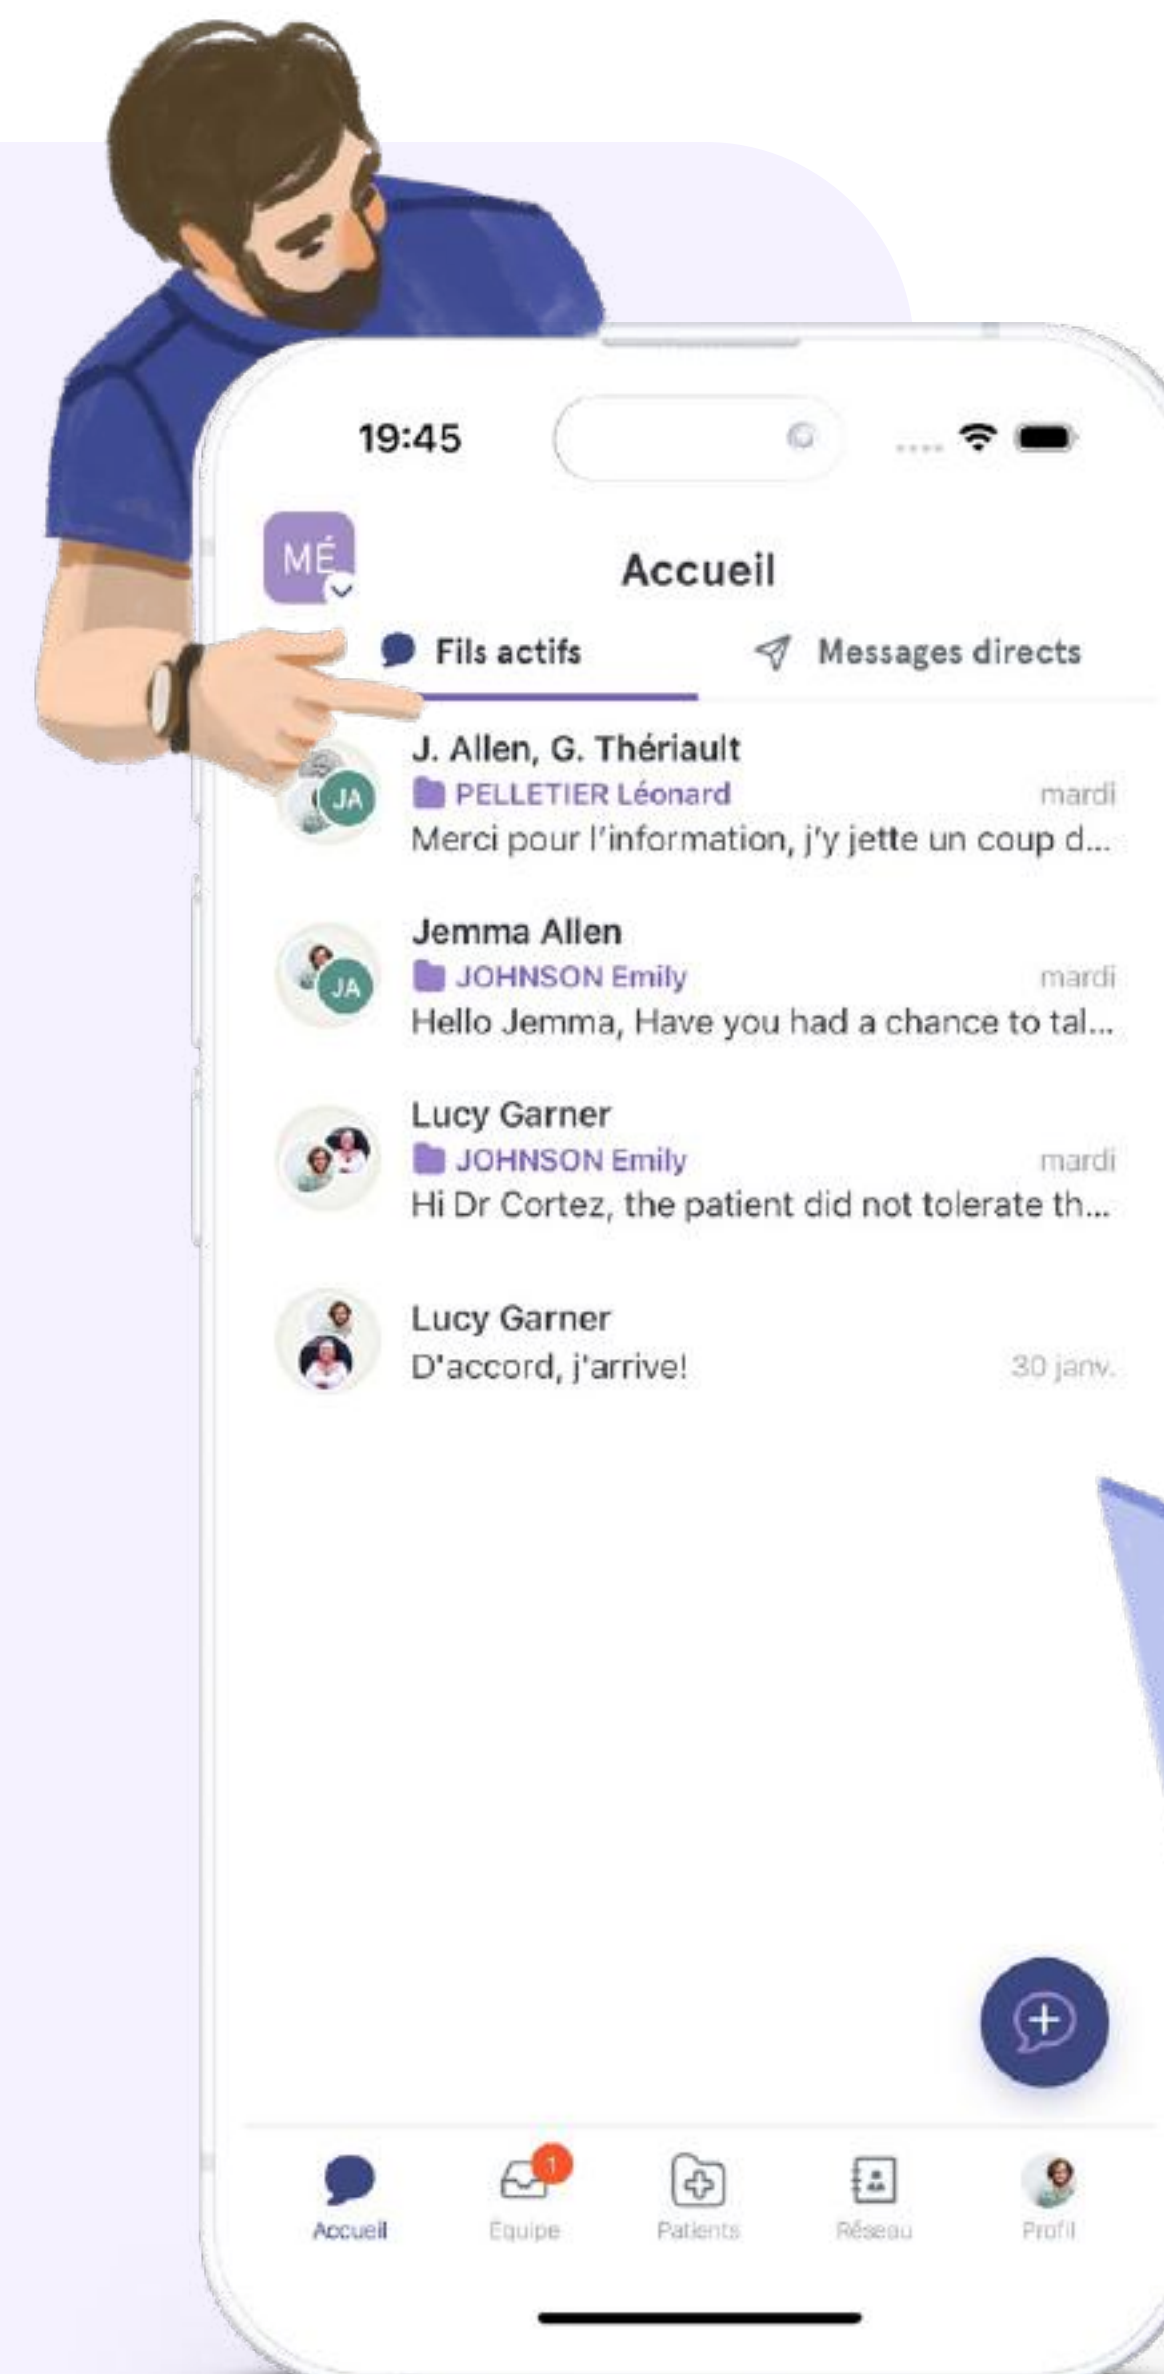 19:45
MÉ
Accueil
Fils actifs
Messages directs
J. Allen, G. Thériault
JA
PELLETIER Léonard
mardi
Merci pour l'information, j'y jette un coup d...
Jemma Allen
JA
JOHNSON Emily
mardi
Hello Jemma, Have you had a chance to tal...
Lucy Garner
JOHNSON Emily
mardi
Hi Dr Cortez, the patient did not tolerate th...
Lucy Garner
D'accord, j'arrive!
30 janv.
1
Accueil
Equipe
Patients
Réseau
Profil